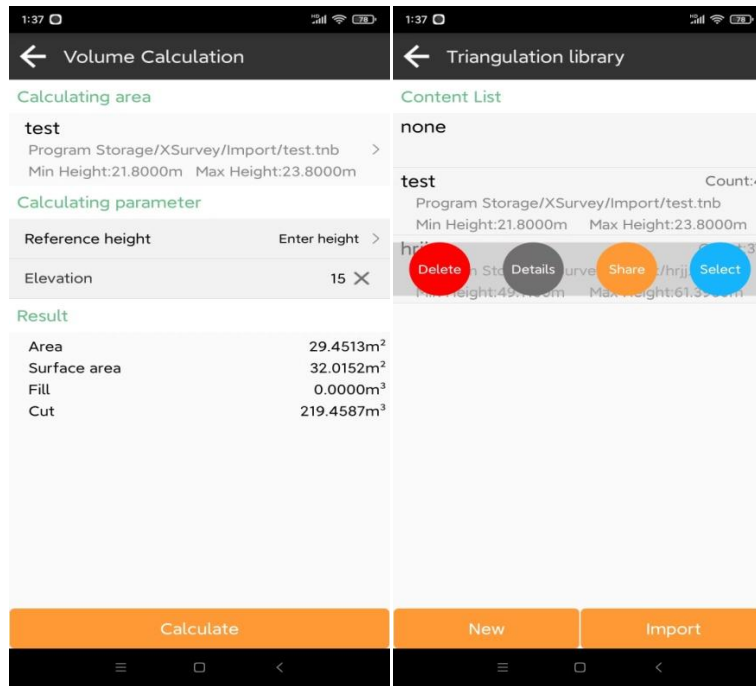 1:37
78
Volume Calculation
Calculating area
test
Program Storage/XSurvey/Import/test.tnb
Min Height:21.8000m Max Height:23.8000m
Calculating parameter
Reference height Enter height
Elevation 15
Result
Area 29.4513m²
Surface area 32.0152m²
Fill 0.0000m³
Cut 219.4587m³
Calculate
1:37
78
Triangulation library
Content List
none
test Count:
Program Storage/XSurvey/Import/test.tnb
Min Height:21.8000m Max Height:23.8000m
Delete Details Share Select
New Import